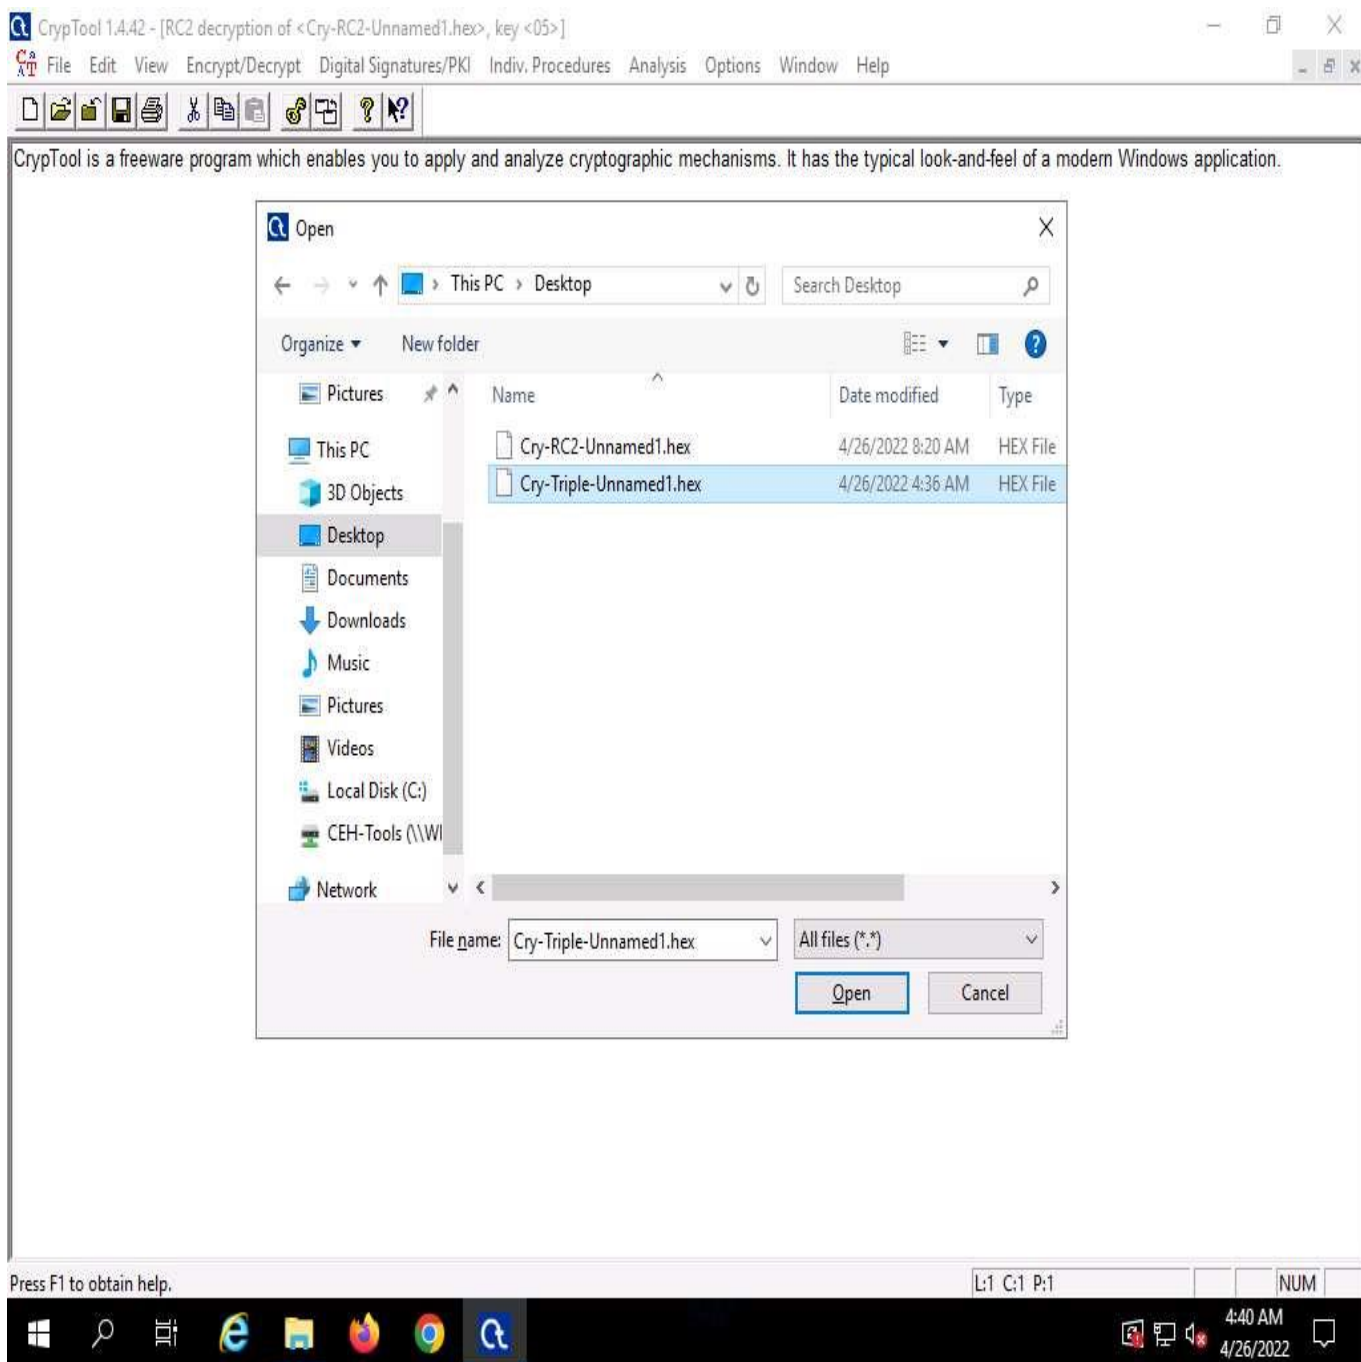 CrypTool 1.4.42 - [RC2 decryption of <Cry-RC2-Unnamed1.hex>, key <05>]
File Edit View Encrypt/Decrypt Digital Signatures/PKI Indiv. Procedures Analysis Options Window Help
CrypTool is a freeware program which enables you to apply and analyze cryptographic mechanisms. It has the typical look-and-feel of a modern Windows application.
Open
This PC > Desktop
Search Desktop
Organize New folder
Name Date modified Type
Cry-RC2-Unnamed1.hex 4/26/2022 8:20 AM HEX File
Cry-Triple-Unnamed1.hex 4/26/2022 4:36 AM HEX File
Pictures
This PC
3D Objects
Desktop
Documents
Downloads
Music
Pictures
Videos
Local Disk (C:)
CEH-Tools (\\WI
Network
File name: Cry-Triple-Unnamed1.hex
All files (*.*)
Open Cancel
Press F1 to obtain help.
L:1 C:1 P:1
NUM
4:40 AM
4/26/2022